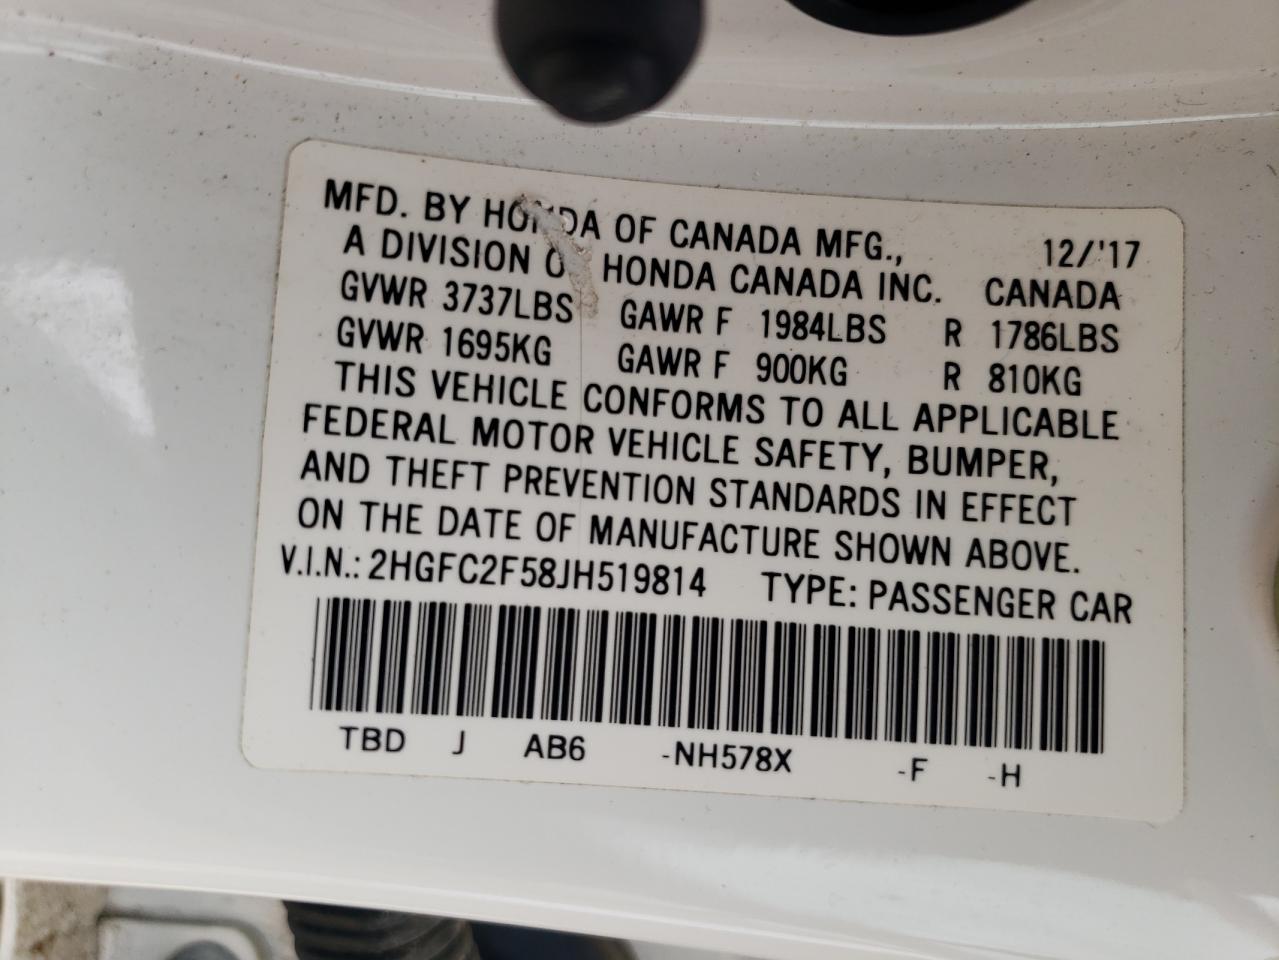 MFD. BY HONDA OF CANADA MFG., 12/'17
A DIVISION OF HONDA CANADA INC. CANADA
GVWR 3737LBS GAWR F 1984LBS R 1786LBS
GVWR 1695KG GAWR F 900KG R 810KG
THIS VEHICLE CONFORMS TO ALL APPLICABLE
FEDERAL MOTOR VEHICLE SAFETY, BUMPER,
AND THEFT PREVENTION STANDARDS IN EFFECT
ON THE DATE OF MANUFACTURE SHOWN ABOVE.
V.I.N.: 2HGFC2F58JH519814 TYPE: PASSENGER CAR
TBD J AB6 -NH578X -F -H